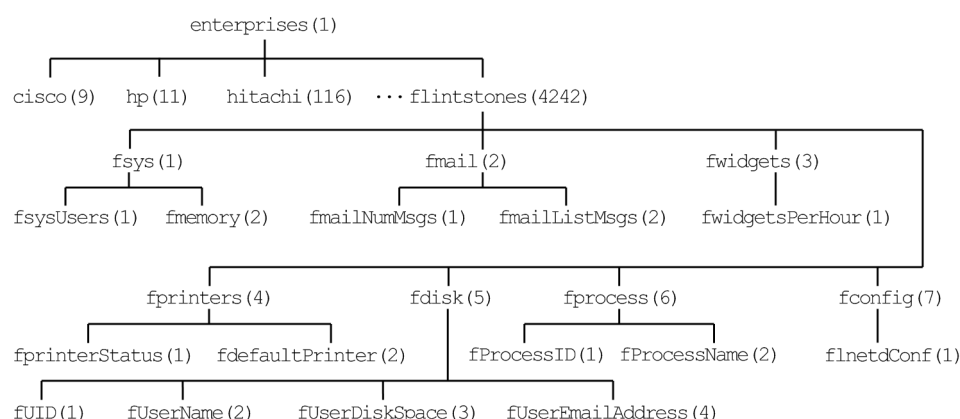 enterprises(1)
cisco(9) hp(11) hitachi(116) ···flintstones(4242)
fsys(1) fmail(2) fwidgets(3)
fsysUsers(1) fmemory(2) fmailNumMsgs(1) fmailListMsgs(2) fwidgetsPerHour(1)
fprinters(4) fdisk(5) fprocess(6) fconfig(7)
fprinterStatus(1) fdefaultPrinter(2) fProcessID(1) fProcessName(2) flnetdConf(1)
fUID(1) fUserName(2) fUserDiskSpace(3) fUserEmailAddress(4)